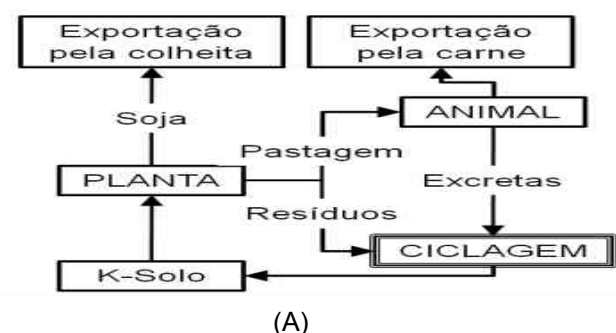 Exportação
pela colheita
Exportação
pela carne
Soja
ANIMAL
Pastagem
PLANTA
Excretas
Resíduos
CICLAGEM
K-Solo
(A)